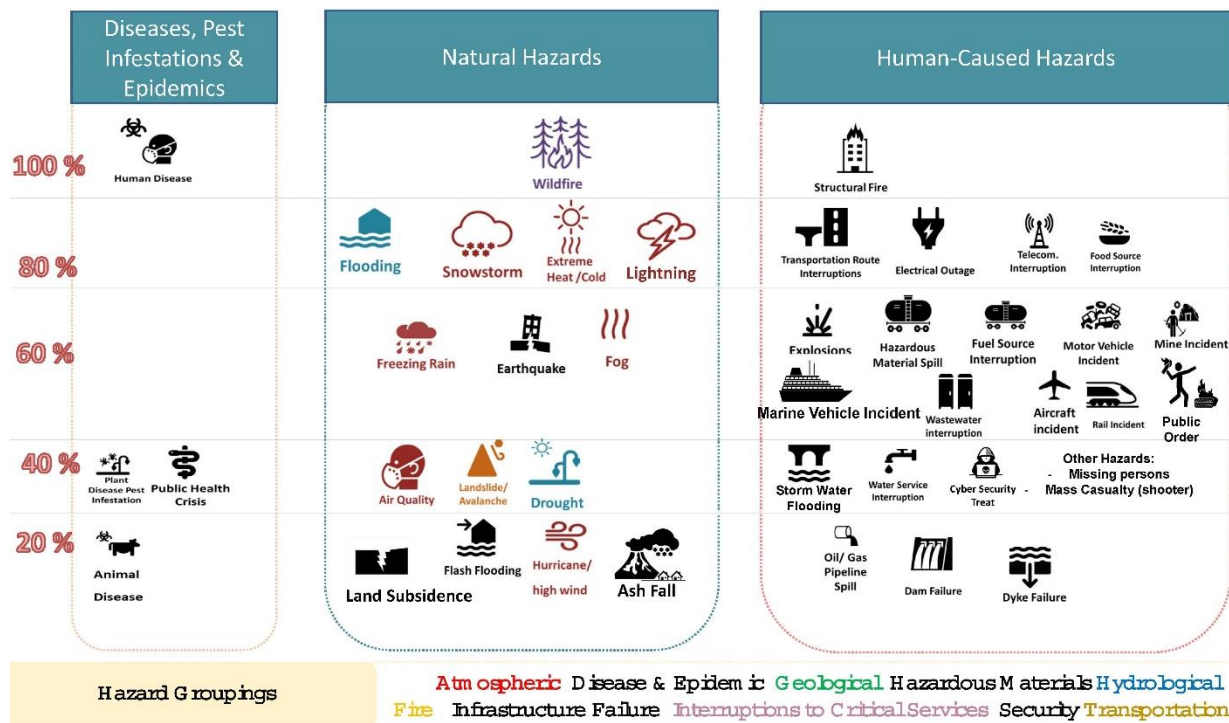 Diseases, Pest
Infestations &
Epidemics
Natural Hazards
Human-Caused Hazards
100 %
Human Disease
Wildfire
Structural Fire
80 %
Flooding
Snowstorm
Extreme
Heat /Cold
Lightning
Transportation Route
Interruptions
Electrical Outage
Telecom.
Interruption
Food Source
Interruption
60 %
Freezing Rain
Earthquake
Fog
Explosions
Hazardous
Material Spill
Fuel Source
Interruption
Motor Vehicle
Incident
Mine Incident
Marine Vehicle Incident
Wastewater
interruption
Aircraft
incident
Rail Incident
Public
Order
40 %
Plant
Disease Pest
Infestation
Public Health
Crisis
Air Quality
Landslide/
Avalanche
Drought
Storm Water
Flooding
Water Service
Interruption
Cyber Security
Treat
Other Hazards:
- Missing persons
- Mass Casualty (shooter)
20 %
Animal
Disease
Land Subsidence
Flash Flooding
Hurricane/
high wind
Ash Fall
Oil/ Gas
Pipeline
Spill
Dam Failure
Dyke Failure
Hazard Groupings
Atmospheric Disease & Epidemic Geological Hazardous Materials Hydrological
Fire Infrastructure Failure Interruptions to Critical Services Security Transportation